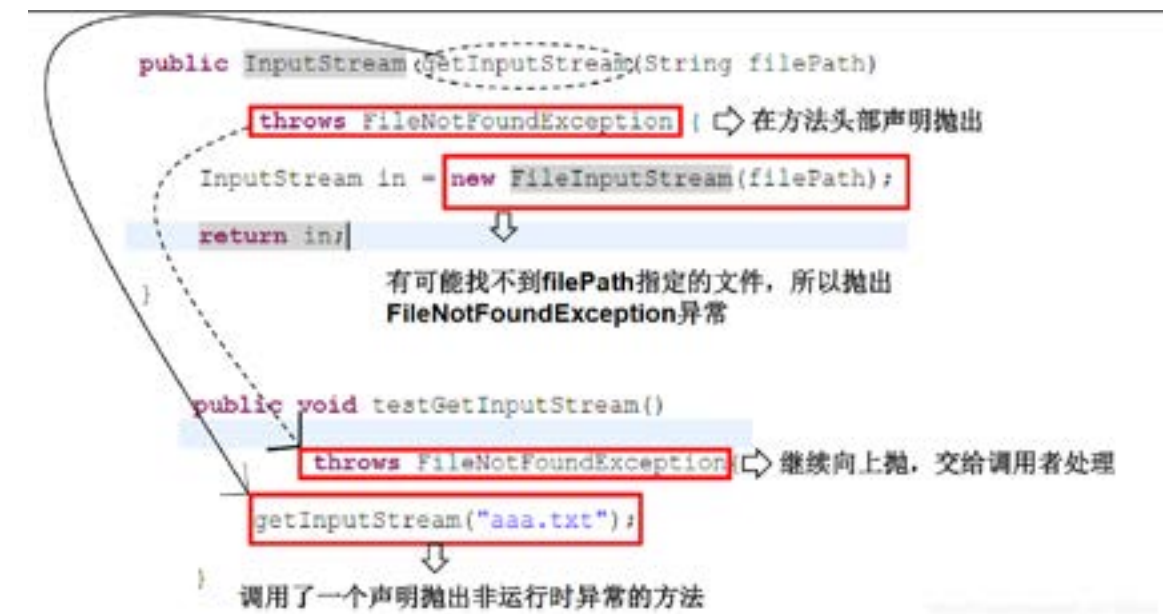 public InputStream getInputStream(String filePath)
throws FileNotFoundException { 在方法头部声明抛出
InputStream in = new FileInputStream(filePath);
return in;
有可能找不到filePath指定的文件，所以抛出
FileNotFoundException异常
}
public void testGetInputStream()
throws FileNotFoundException{ 继续向上抛，交给调用者处理
getInputStream("aaa.txt");
}
调用了一个声明抛出非运行时异常的方法